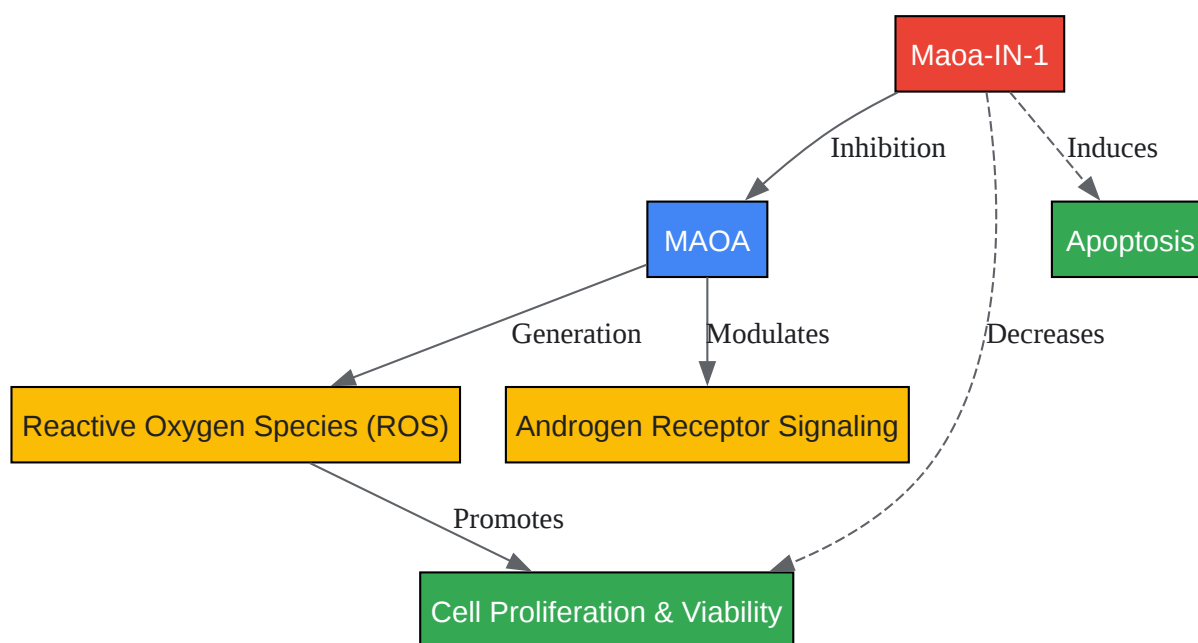 Maoa-IN-1
Inhibition
Induces
MAOA
Apoptosis
Generation
Modulates
Decreases
Reactive Oxygen Species (ROS)
Androgen Receptor Signaling
Promotes
Cell Proliferation & Viability